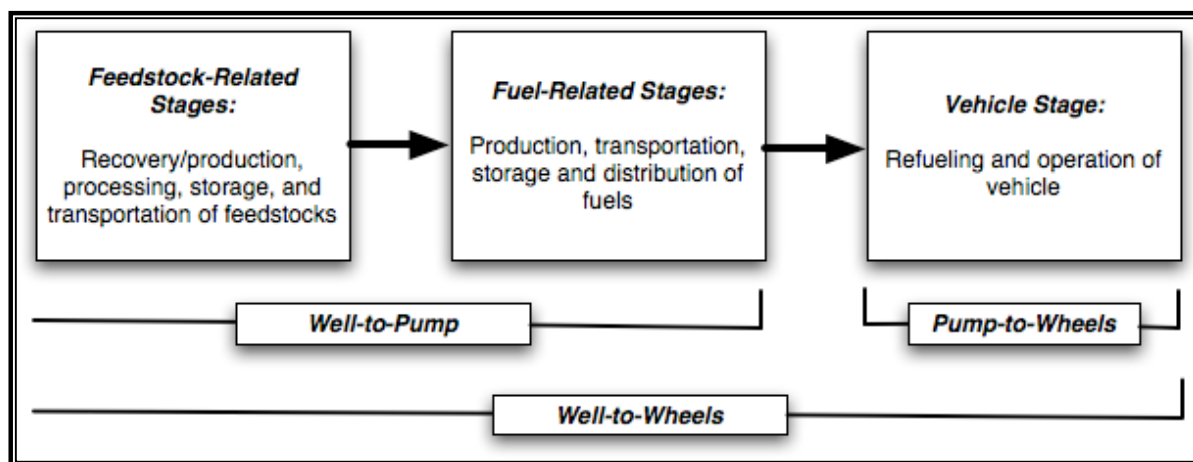 Feedstock-Related
Stages:
Recovery/production,
processing, storage, and
transportation of feedstocks
Fuel-Related Stages:
Production, transportation,
storage and distribution of
fuels
Vehicle Stage:
Refueling and operation of
vehicle
Well-to-Pump
Pump-to-Wheels
Well-to-Wheels